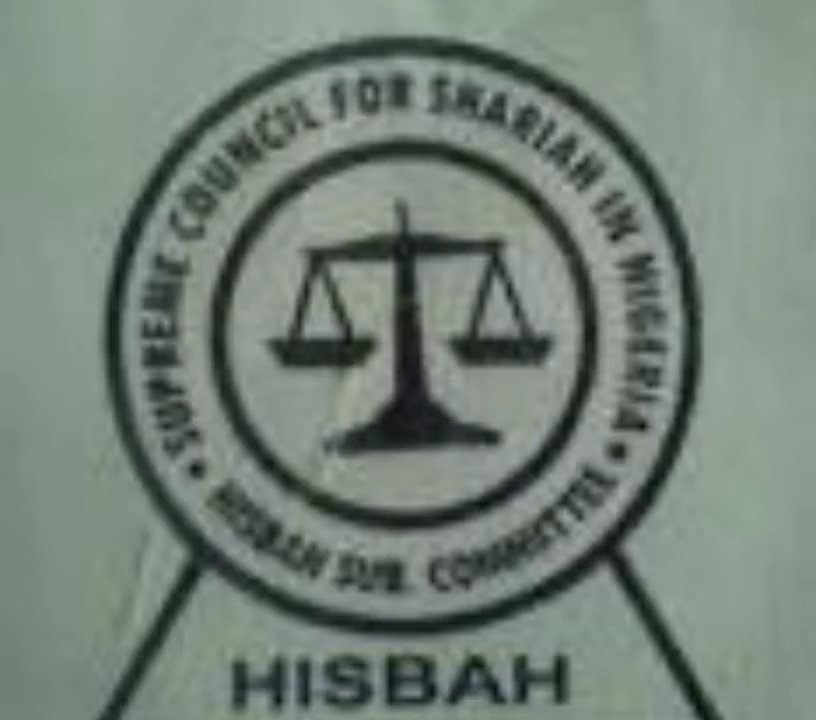 SUPREME COUNCIL FOR SHARIAH IN NIGERIA
HISBAH SUB. COMMITTEE
HISBAH